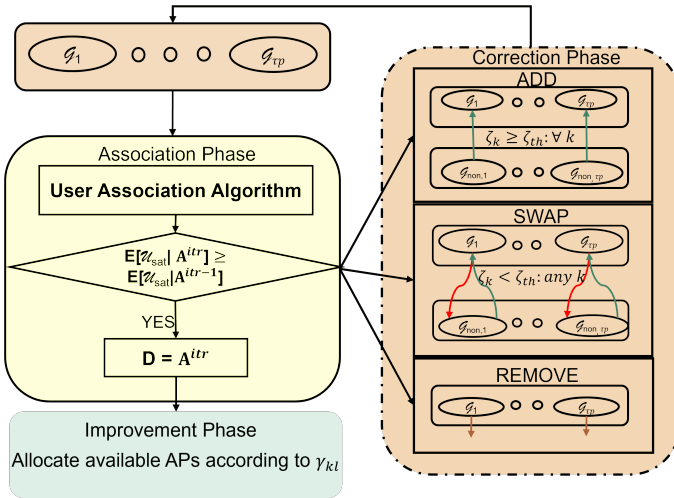 𝒢₁ 𝒢τp
Association Phase
User Association Algorithm
E[𝒰sat| A^itr] ≥
E[𝒰sat|A^itr−1]
YES
D = A^itr
Improvement Phase
Allocate available APs according to γkl
Correction Phase
ADD
𝒢₁ 𝒢τp
ζk ≥ ζth: ∀ k
𝒢non,1 𝒢non,τp
SWAP
𝒢₁ 𝒢τp
ζk < ζth: any k
𝒢non,1 𝒢non,τp
REMOVE
𝒢₁ 𝒢τp